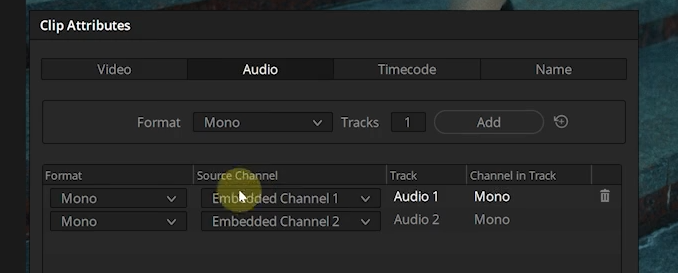 Clip Attributes
Video Audio Timecode Name
Format Mono Tracks 1 Add
Format Source Channel Track Channel in Track
Mono Embedded Channel 1 Audio 1 Mono
Mono Embedded Channel 2 Audio 2 Mono